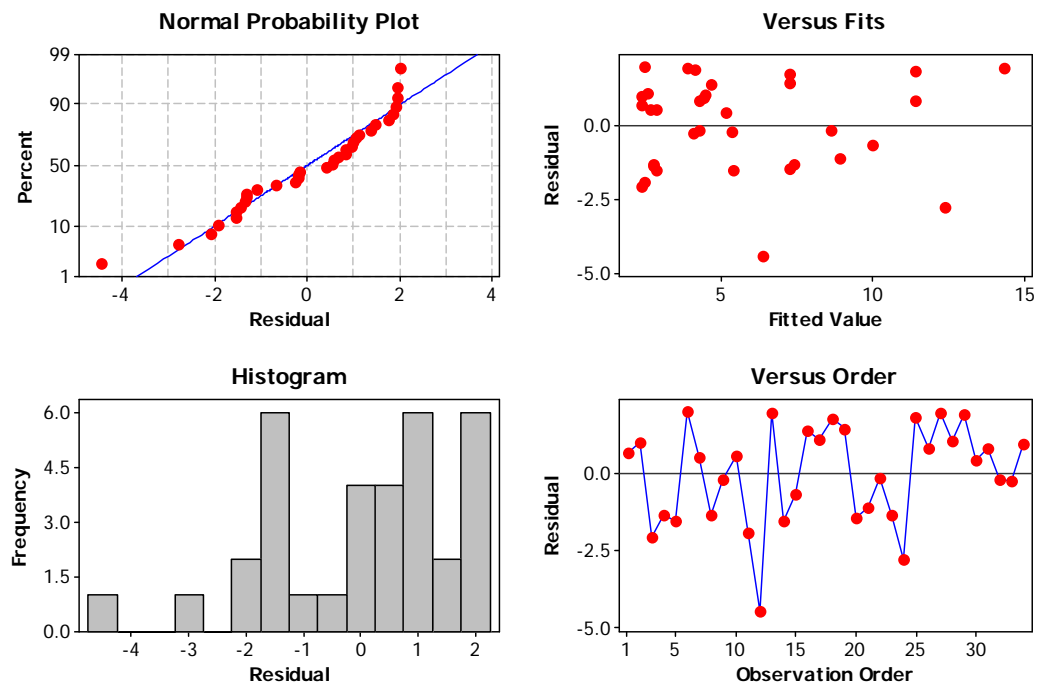 Normal Probability Plot
99
90
50
10
1
Percent
-4 -2 0 2 4
Residual
Versus Fits
0.0
-2.5
-5.0
Residual
5 10 15
Fitted Value
Histogram
6.0
4.5
3.0
1.5
0.0
Frequency
-4 -3 -2 -1 0 1 2
Residual
Versus Order
0.0
-2.5
-5.0
Residual
1 5 10 15 20 25 30
Observation Order